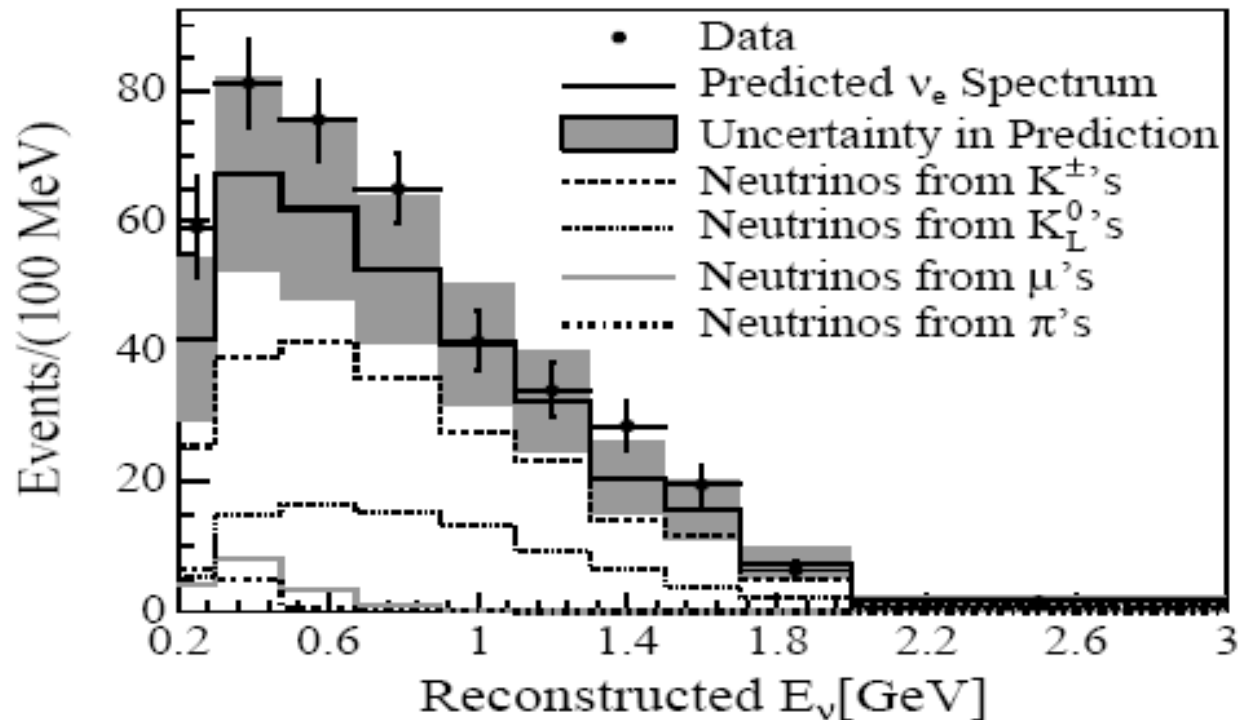 Events/(100 MeV)
80
60
40
20
0
Data
Predicted νₑ Spectrum
Uncertainty in Prediction
Neutrinos from K±'s
Neutrinos from K⁰_L's
Neutrinos from μ's
Neutrinos from π's
0.2 0.6 1 1.4 1.8 2.2 2.6 3
Reconstructed Eᵥ[GeV]